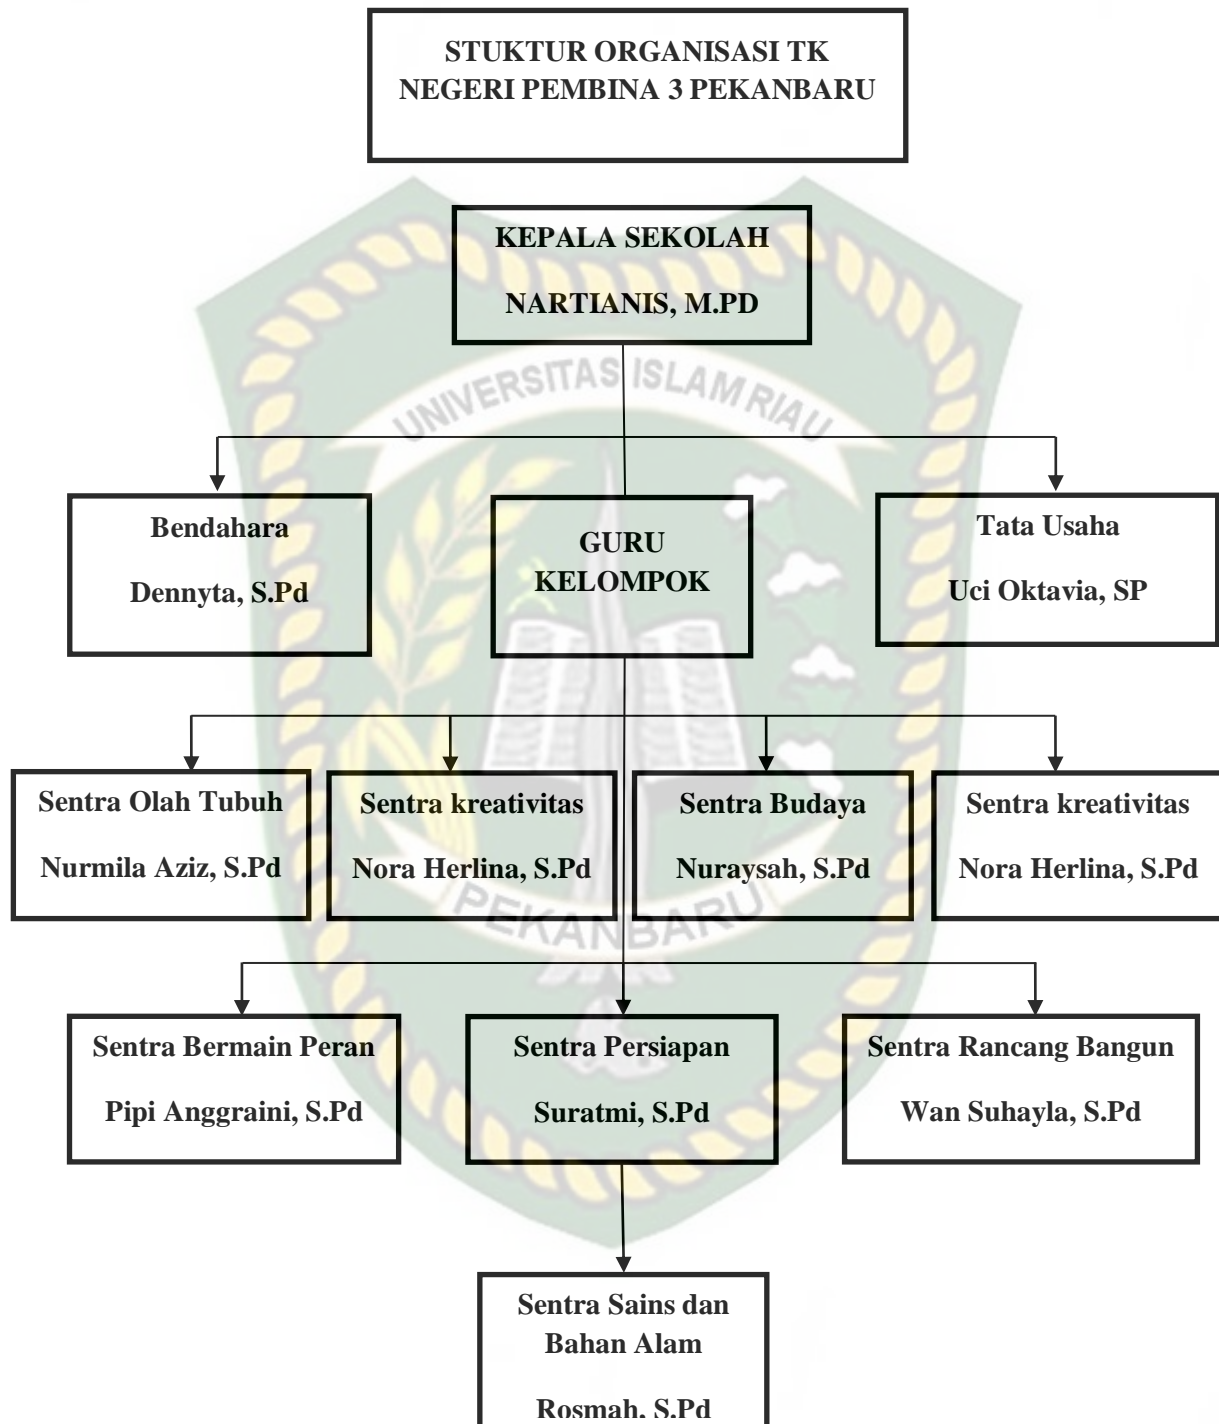 STUKTUR ORGANISASI TK
NEGERI PEMBINA 3 PEKANBARU
KEPALA SEKOLAH
NARTIANIS, M.PD
UNIVERSITAS ISLAM RIAU
Bendahara
Dennyta, S.Pd
GURU
KELOMPOK
Tata Usaha
Uci Oktavia, SP
Sentra Olah Tubuh
Nurmila Aziz, S.Pd
Sentra kreativitas
Nora Herlina, S.Pd
Sentra Budaya
Nuraysah, S.Pd
Sentra kreativitas
Nora Herlina, S.Pd
PEKANBARU
Sentra Bermain Peran
Pipi Anggraini, S.Pd
Sentra Persiapan
Suratmi, S.Pd
Sentra Rancang Bangun
Wan Suhayla, S.Pd
Sentra Sains dan
Bahan Alam
Rosmah, S.Pd